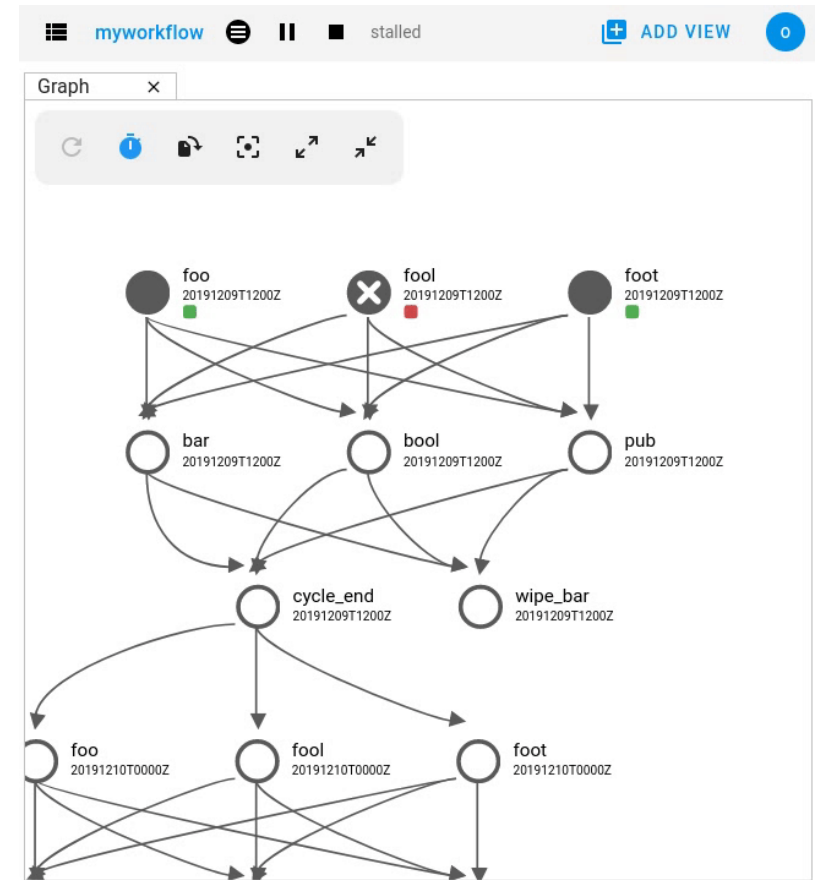 myworkflow stalled ADD VIEW o
Graph
foo fool foot
20191209T1200Z 20191209T1200Z 20191209T1200Z
bar bool pub
20191209T1200Z 20191209T1200Z 20191209T1200Z
cycle_end wipe_bar
20191209T1200Z 20191209T1200Z
foo fool foot
20191210T0000Z 20191210T0000Z 20191210T0000Z